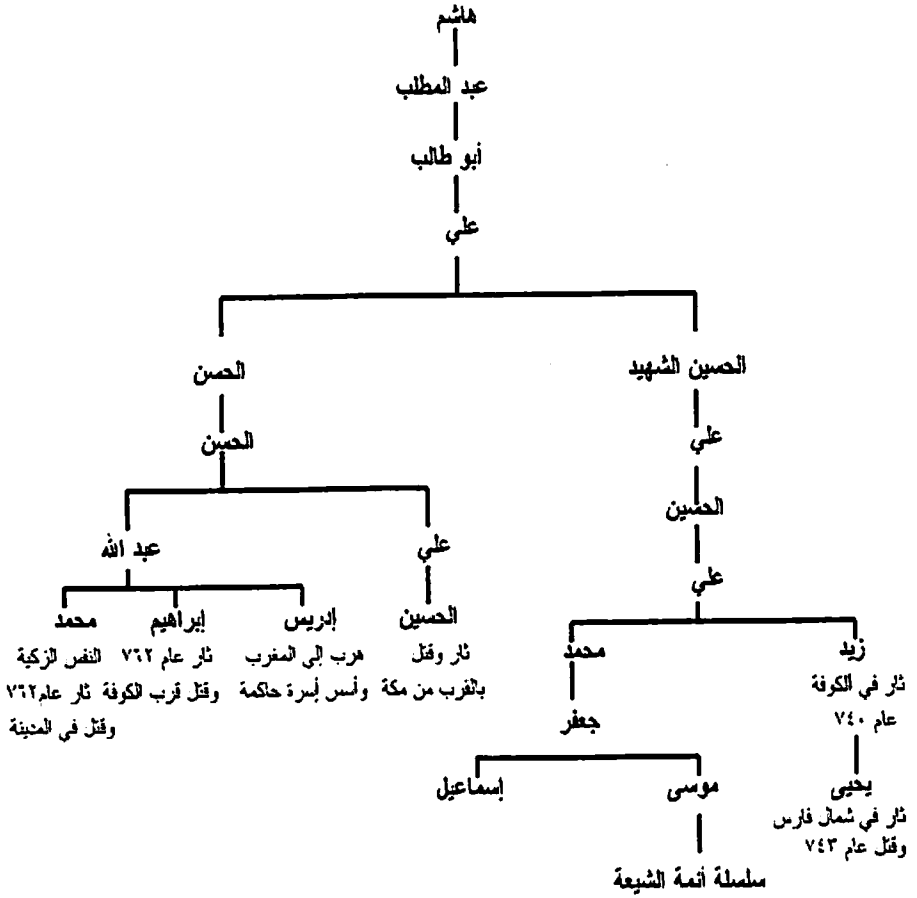 هاشم
عبد المطلب
أبو طالب
علي
الحسين الشهيد
الحسن
علي
الحسن
الحسين
علي
عبد الله
علي
زيد
محمد
الحسين
إدريس
إبراهيم
محمد
ثار في الكوفة
عام ٧٤٠
ثار وقتل
بالقرب من مكة
هرب إلى المغرب
وأسس أسرة حاكمة
ثار عام ٧٦٢
وقتل قرب الكوفة
النفس الزكية
ثار عام ٧٦٢
وقتل في المدينة
جعفر
يحيى
موسى
إسماعيل
ثار في شمال فارس
وقتل عام ٧٤٣
سلسلة أئمة الشيعة